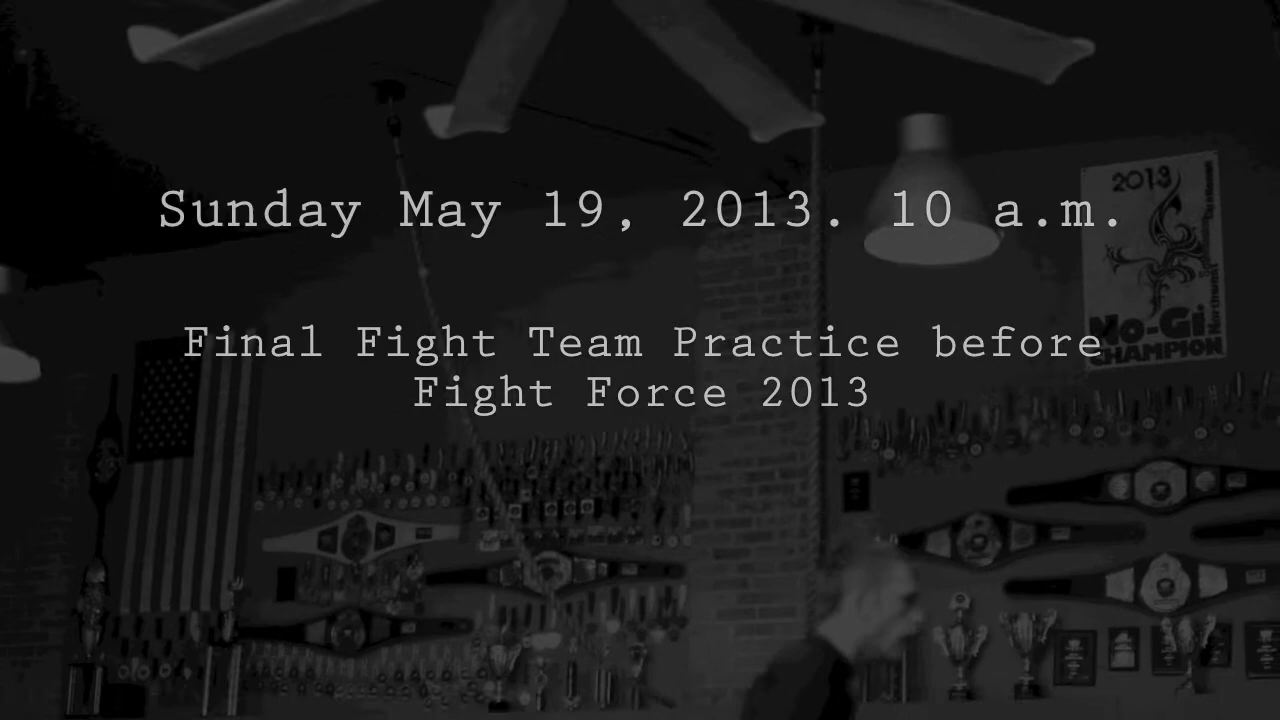 Sunday May 19, 2013. 10 a.m.
Final Fight Team Practice before
Fight Force 2013
2013
No-Gi.
CHAMPION